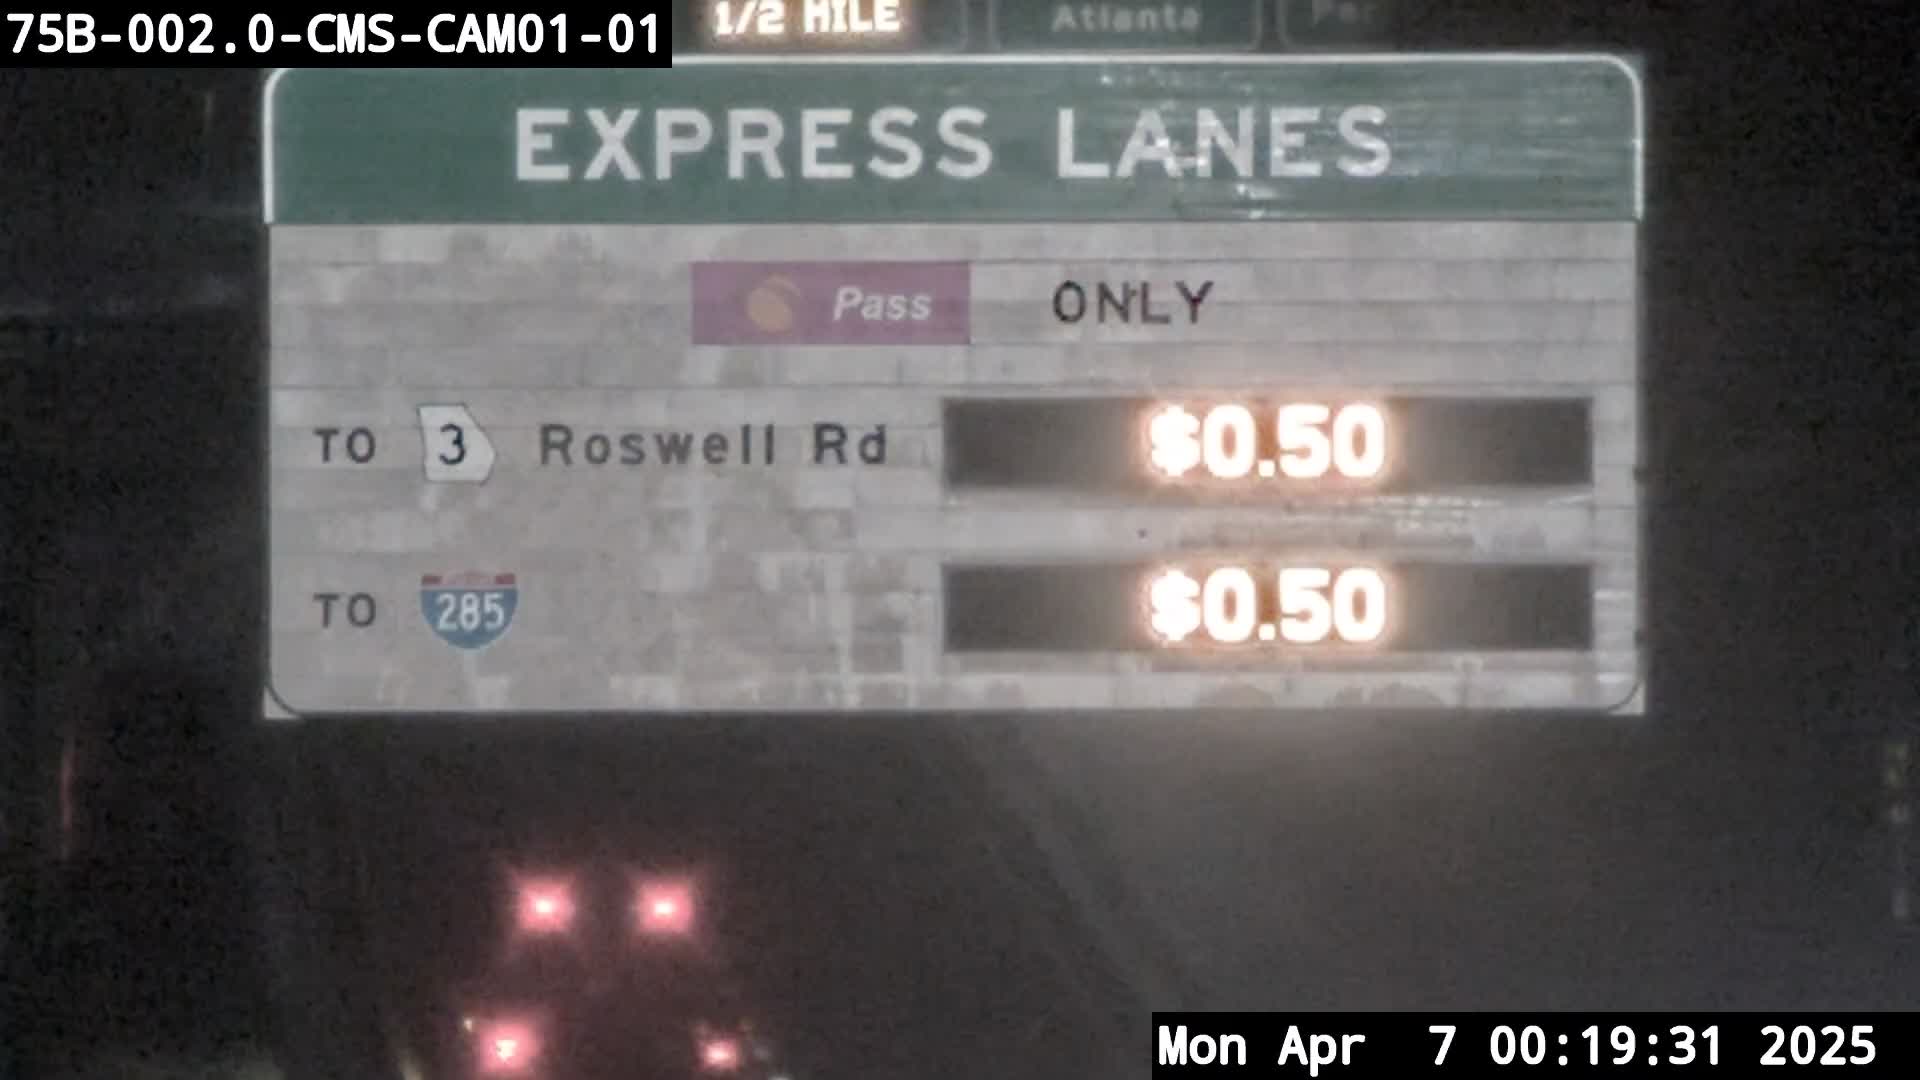 75B-002.0-CMS-CAM01-01
1/2 MILE
Atlanta
EXPRESS LANES
Pass ONLY
TO 3 Roswell Rd $0.50
TO 285 $0.50
Mon Apr 7 00:19:31 2025